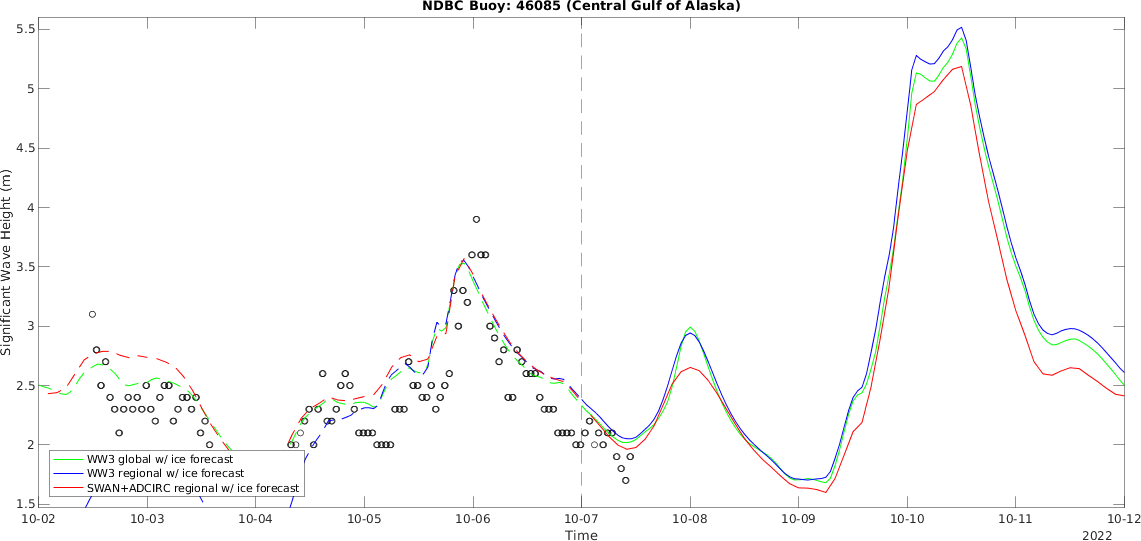 NDBC Buoy: 46085 (Central Gulf of Alaska)
Significant Wave Height (m)
5.5
5
4.5
4
3.5
3
2.5
2
1.5
WW3 global w/ ice forecast
WW3 regional w/ ice forecast
SWAN+ADCIRC regional w/ ice forecast
10-02 10-03 10-04 10-05 10-06 10-07 10-08 10-09 10-10 10-11 10-12
Time
2022